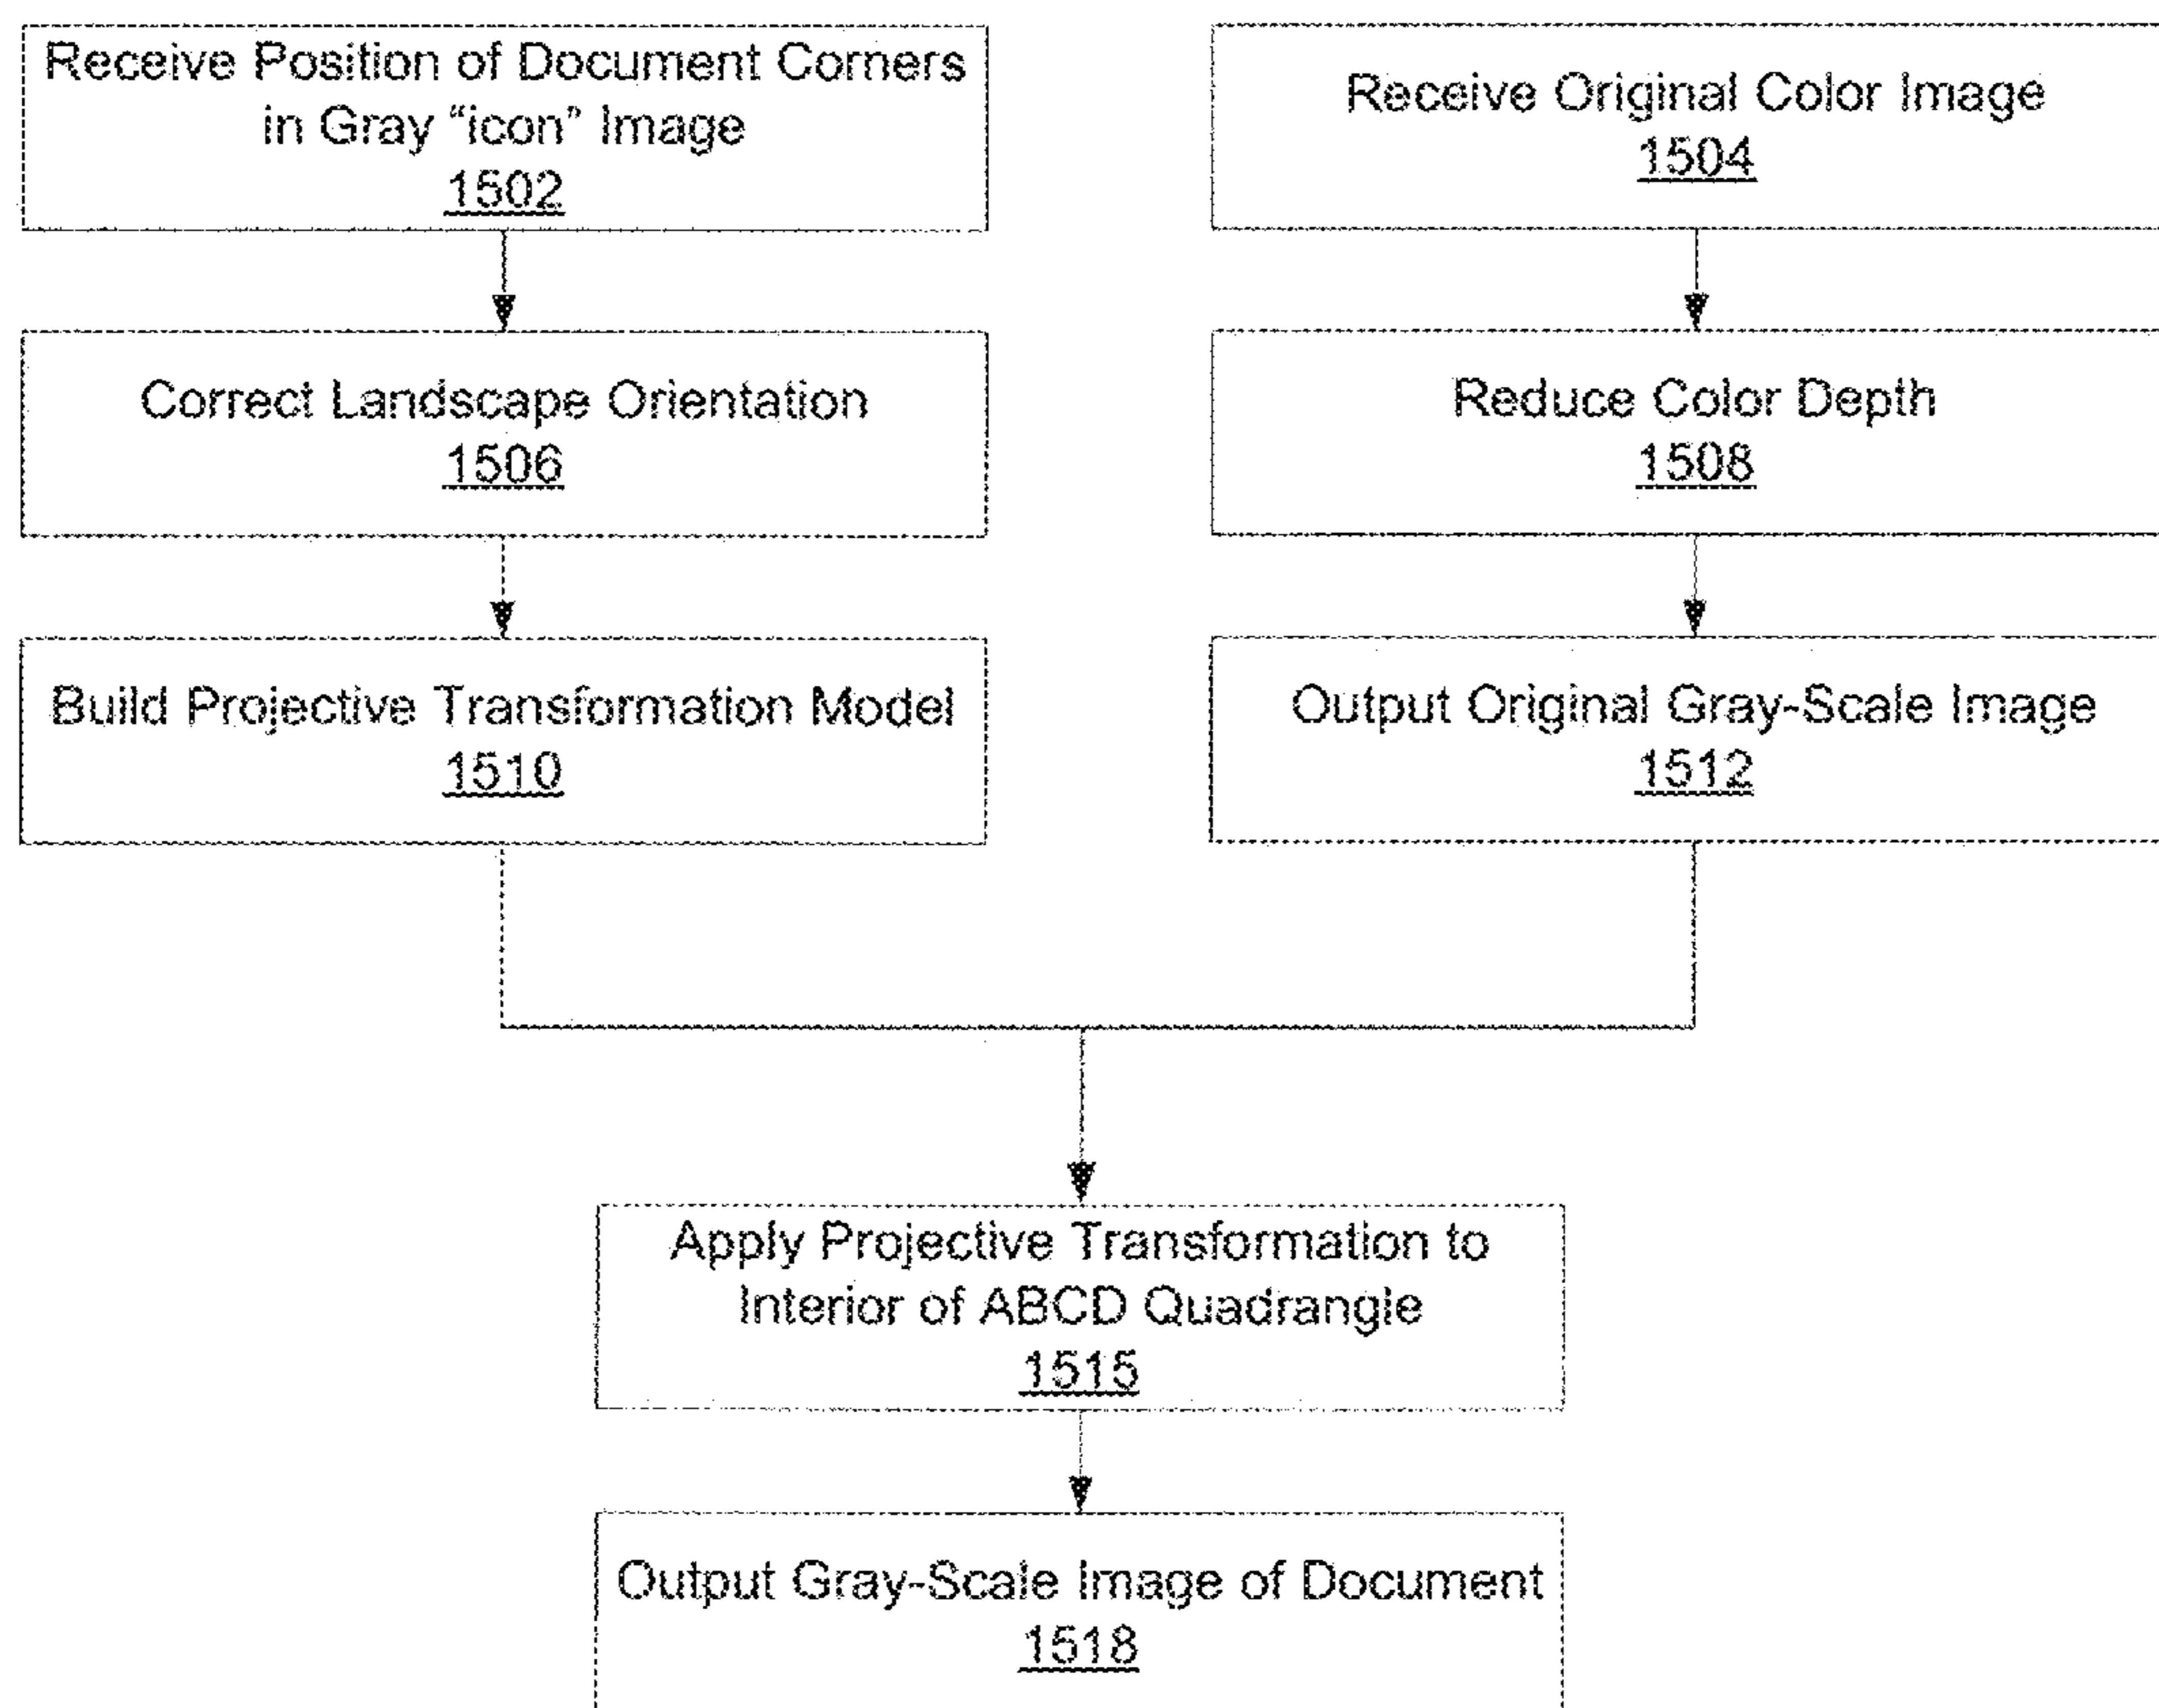 Receive Position of Document Corners
in Gray “icon” Image
1502
Receive Original Color Image
1504
Correct Landscape Orientation
1506
Reduce Color Depth
1508
Build Projective Transformation Model
1510
Output Original Gray-Scale Image
1512
Apply Projective Transformation to
Interior of ABCD Quadrangle
1515
Output Gray-Scale Image of Document
1518